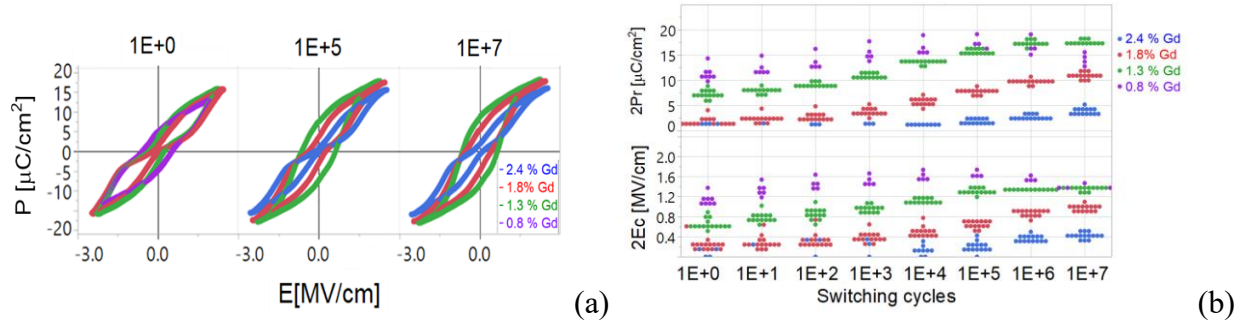 (a)
1E+0 1E+5 1E+7
20
15
10
5
0
-5
-10
-15
-20
P [µC/cm²]
- 2.4 % Gd
- 1.8% Gd
- 1.3 % Gd
- 0.8 % Gd
-3.0 0.0 -3.0 0.0 -3.0 0.0
E[MV/cm]
(a)
(b)
20
15
10
5
0
2Pr [µC/cm²]
2.4 % Gd
1.8% Gd
1.3 % Gd
0.8 % Gd
2.0
1.6
1.2
0.8
0.4
2Ec [MV/cm]
1E+0 1E+1 1E+2 1E+3 1E+4 1E+5 1E+6 1E+7
Switching cycles
(b)